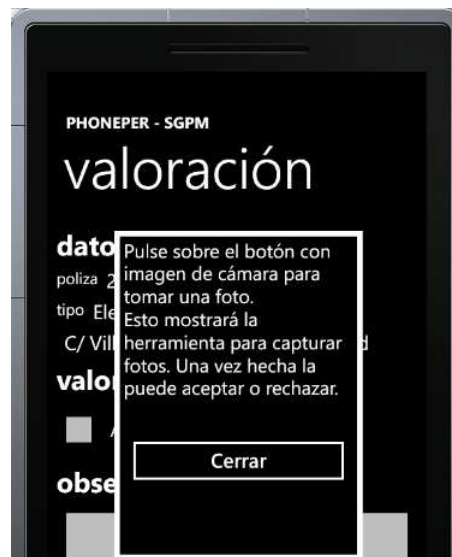 PHONEPER - SGPM
valoración
dato
Pulse sobre el botón con
poliza 2
imagen de cámara para
tomar una foto.
tipo Ele
Esto mostrará la
C/ Vill
herramienta para capturar
d
fotos. Una vez hecha la
valor
puede aceptar o rechazar.
Cerrar
obse